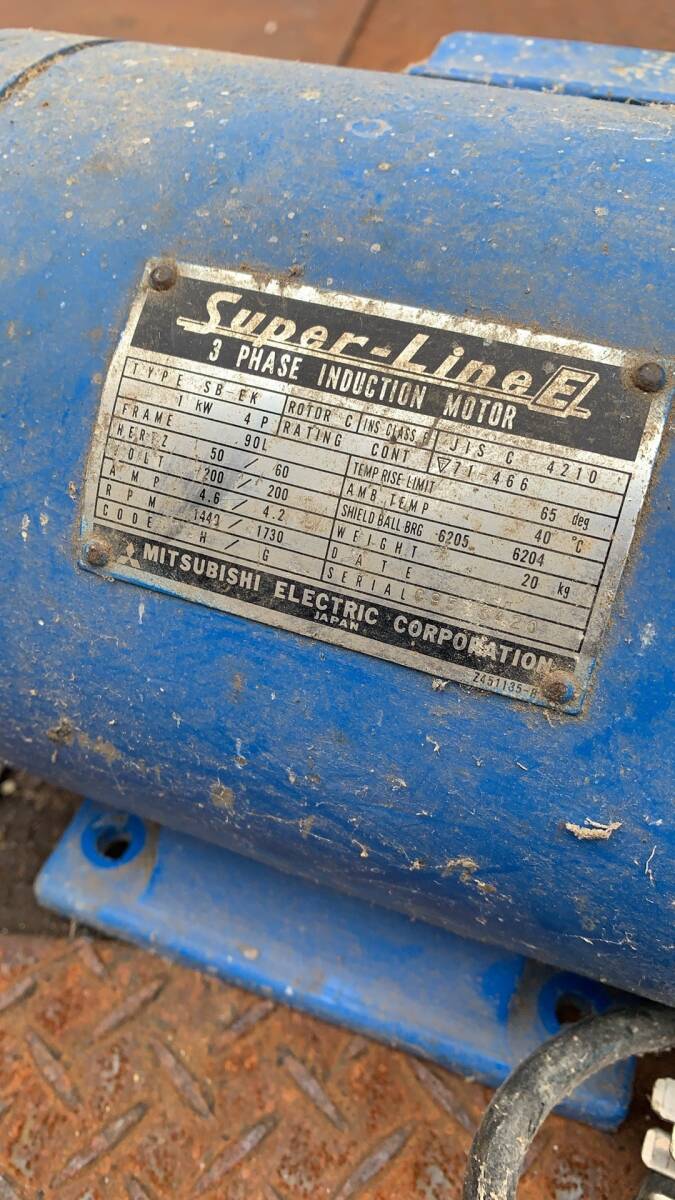 Super-Line E
3 PHASE INDUCTION MOTOR
TYPE SB-EK ROTOR C INS CLASS JIS C 4210
1 kW 4 P RATING CONT ▽71-466
FRAME 90L TEMP RISE LIMIT 65 deg
HERTZ 50 / 60 AMB TEMP 40 °C
VOLT 200 / 200 SHIELD BALL BRG 6205 6204
AMP 4.6 / 4.2 WEIGHT 20 kg
RPM 1440 / 1730 DATE
CODE H / G SERIAL
MITSUBISHI ELECTRIC CORPORATION
JAPAN